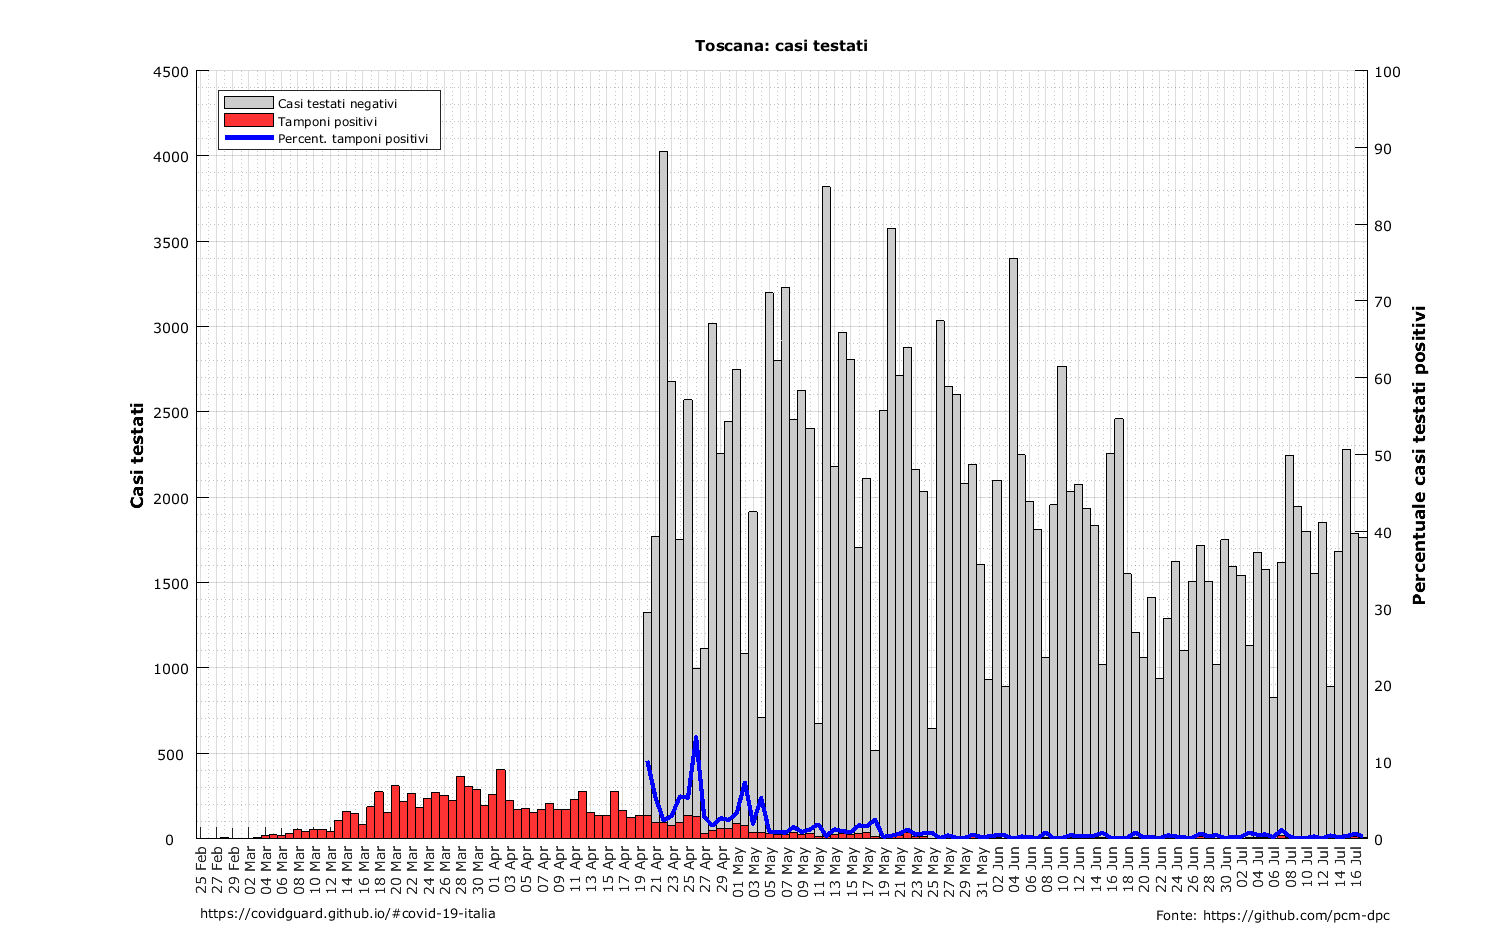 Toscana: casi testati
Casi testati negativi
Tamponi positivi
Percent. tamponi positivi
Casi testati
4500
4000
3500
3000
2500
2000
1500
1000
500
0
Percentuale casi testati positivi
100
90
80
70
60
50
40
30
20
10
0
25 Feb
27 Feb
29 Feb
02 Mar
04 Mar
06 Mar
08 Mar
10 Mar
12 Mar
14 Mar
16 Mar
18 Mar
20 Mar
22 Mar
24 Mar
26 Mar
28 Mar
30 Mar
01 Apr
03 Apr
05 Apr
07 Apr
09 Apr
11 Apr
13 Apr
15 Apr
17 Apr
19 Apr
21 Apr
23 Apr
25 Apr
27 Apr
29 Apr
01 May
03 May
05 May
07 May
09 May
11 May
13 May
15 May
17 May
19 May
21 May
23 May
25 May
27 May
29 May
31 May
02 Jun
04 Jun
06 Jun
08 Jun
10 Jun
12 Jun
14 Jun
16 Jun
18 Jun
20 Jun
22 Jun
24 Jun
26 Jun
28 Jun
30 Jun
02 Jul
04 Jul
06 Jul
08 Jul
10 Jul
12 Jul
14 Jul
16 Jul
https://covidguard.github.io/#covid-19-italia
Fonte: https://github.com/pcm-dpc